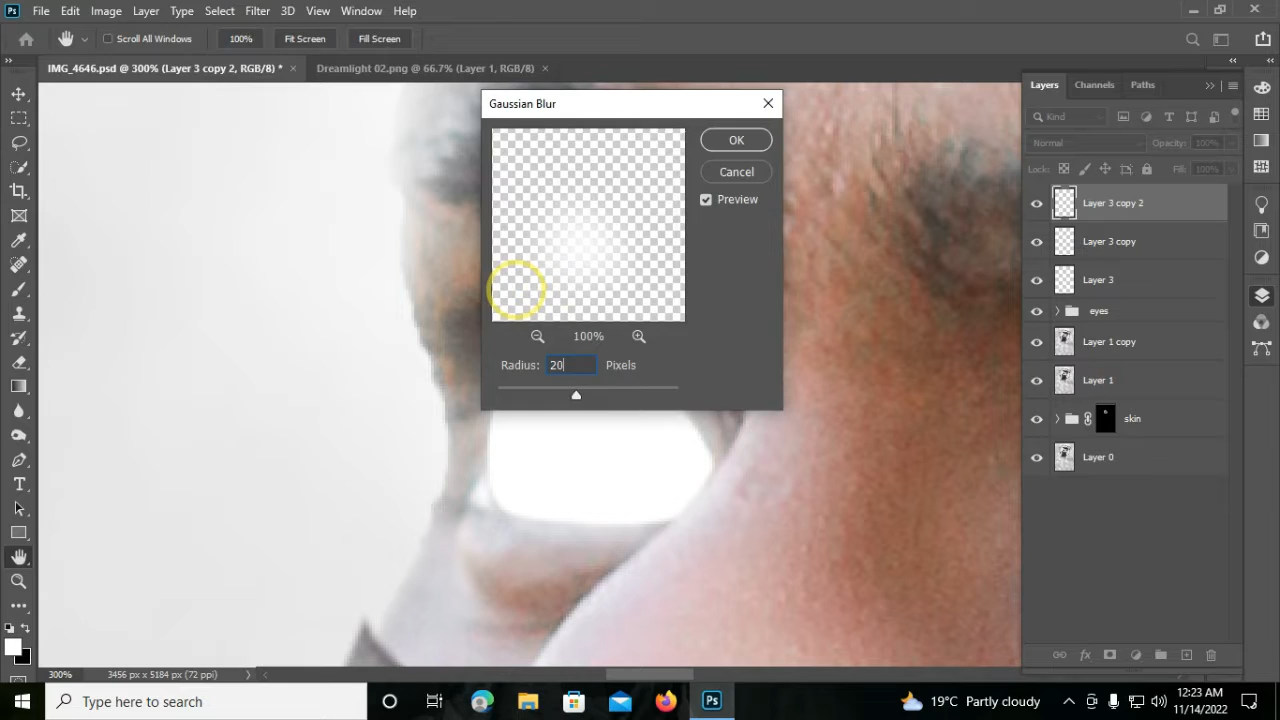 Ps File Edit Image Layer Type Select Filter 3D View Window Help
Scroll All Windows 100% Fit Screen Fill Screen
IMG_4646.psd @ 300% (Layer 3 copy 2, RGB/8) * × Dreamlight 02.png @ 66.7% (Layer 1, RGB/8) ×
Layers Channels Paths
Gaussian Blur
Kind
OK
Normal Opacity: 100%
Lock: Fill: 100%
Cancel
Preview
Layer 3 copy 2
Layer 3 copy
Layer 3
eyes
100%
Layer 1 copy
Radius: 20 Pixels
Layer 1
skin
Layer 0
T
fx
300% 3456 px x 5184 px (72 ppi)
Type here to search
Ps
19°C Partly cloudy
12:23 AM
11/14/2022